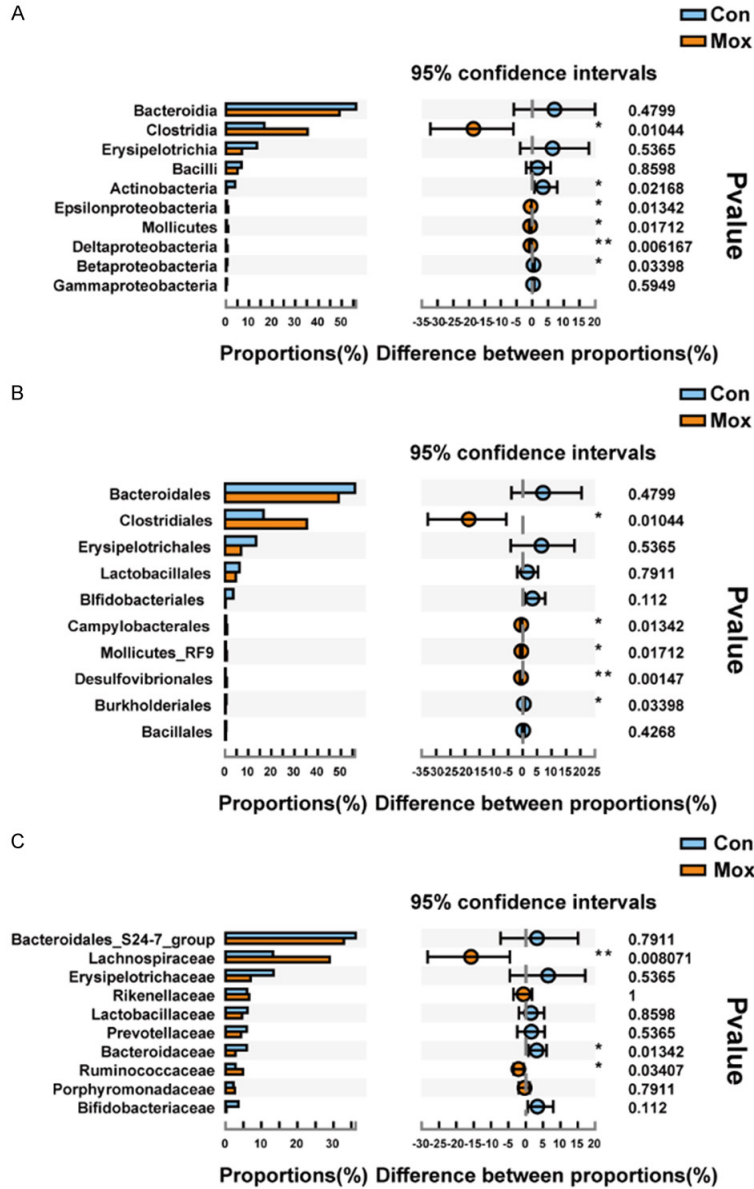 A
Con
Mox
95% confidence intervals
Bacteroidia 0.4799
Clostridia * 0.01044
Erysipelotrichia 0.5365
Bacilli 0.8598
Actinobacteria * 0.02168
Epsilonproteobacteria * 0.01342
Mollicutes * 0.01712
Deltaproteobacteria ** 0.006167
Betaproteobacteria * 0.03398
Gammaproteobacteria 0.5949
Pvalue
0 10 20 30 40 50 -35-30-25-20-15-10 -5 0 5 10 15 20
Proportions(%) Difference between proportions(%)
B
Con
Mox
95% confidence intervals
Bacteroidales 0.4799
Clostridiales * 0.01044
Erysipelotrichales 0.5365
Lactobacillales 0.7911
BIfidobacteriales 0.112
Campylobacterales * 0.01342
Mollicutes_RF9 * 0.01712
Desulfovibrionales ** 0.00147
Burkholderiales * 0.03398
Bacillales 0.4268
Pvalue
0 10 20 30 40 50 -35-30-25-20-15-10 -5 0 5 10 15 20 25
Proportions(%) Difference between proportions(%)
C
Con
Mox
95% confidence intervals
Bacteroidales_S24-7_group 0.7911
Lachnospiraceae ** 0.008071
Erysipelotrichaceae 0.5365
Rikenellaceae 1
Lactobacillaceae 0.8598
Prevotellaceae 0.5365
Bacteroidaceae * 0.01342
Ruminococcaceae * 0.03407
Porphyromonadaceae 0.7911
Bifidobacteriaceae 0.112
Pvalue
0 10 20 30 -30-25-20-15-10 -5 0 5 10 15 20
Proportions(%) Difference between proportions(%)